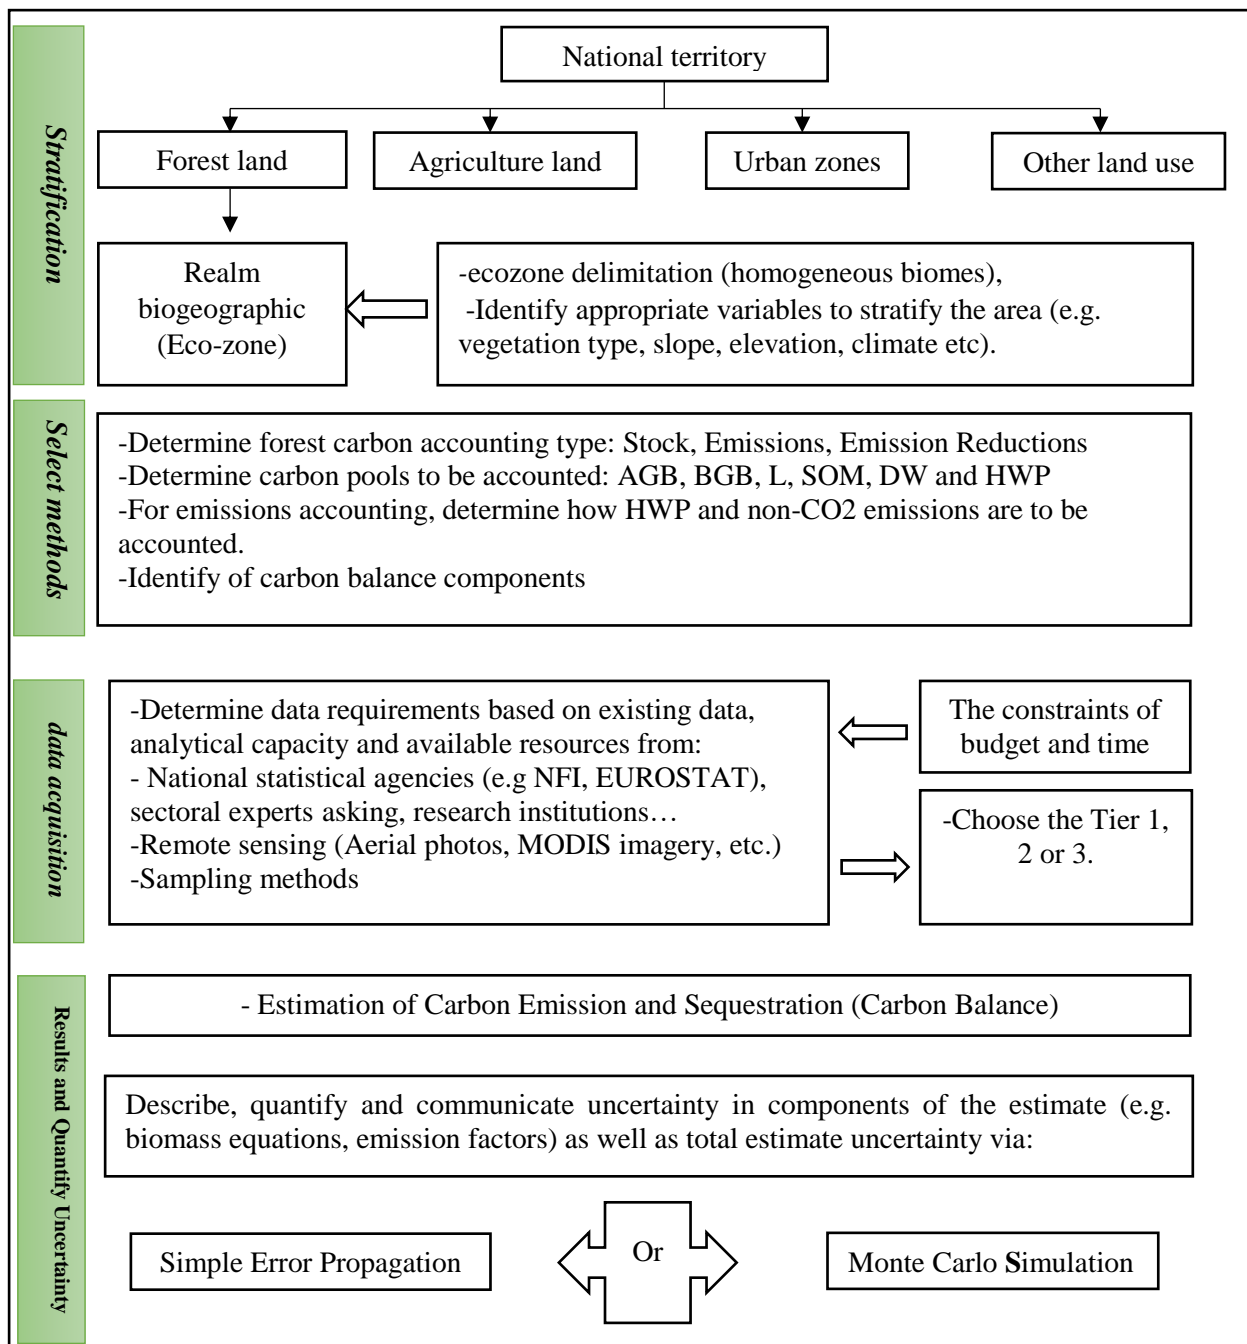 Stratification
National territory
Forest land
Agriculture land
Urban zones
Other land use
Realm
biogeographic
(Eco-zone)
-ecozone delimitation (homogeneous biomes),
-Identify appropriate variables to stratify the area (e.g.
vegetation type, slope, elevation, climate etc).
Select methods
-Determine forest carbon accounting type: Stock, Emissions, Emission Reductions
-Determine carbon pools to be accounted: AGB, BGB, L, SOM, DW and HWP
-For emissions accounting, determine how HWP and non-CO2 emissions are to be
accounted.
-Identify of carbon balance components
data acquisition
-Determine data requirements based on existing data,
analytical capacity and available resources from:
- National statistical agencies (e.g NFI, EUROSTAT),
sectoral experts asking, research institutions…
-Remote sensing (Aerial photos, MODIS imagery, etc.)
-Sampling methods
The constraints of
budget and time
-Choose the Tier 1,
2 or 3.
Results and Quantify Uncertainty
- Estimation of Carbon Emission and Sequestration (Carbon Balance)
Describe, quantify and communicate uncertainty in components of the estimate (e.g.
biomass equations, emission factors) as well as total estimate uncertainty via:
Simple Error Propagation
Or
Monte Carlo Simulation